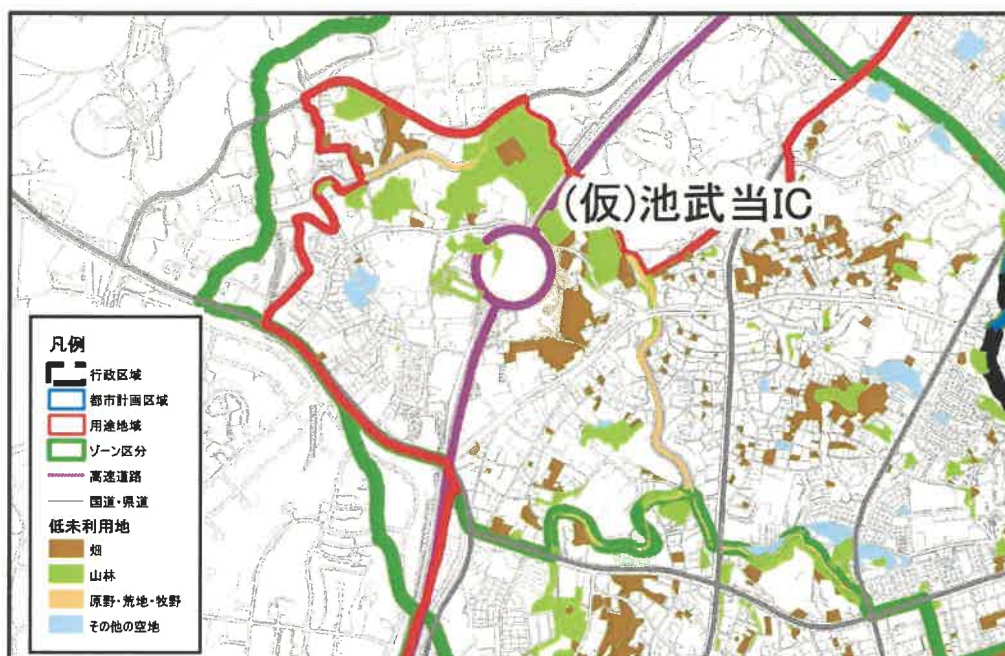 (仮)池武当IC
凡例
行政区域
都市計画区域
用途地域
ゾーン区分
高速道路
国道・県道
低未利用地
畑
山林
原野・荒地・牧野
その他の空地